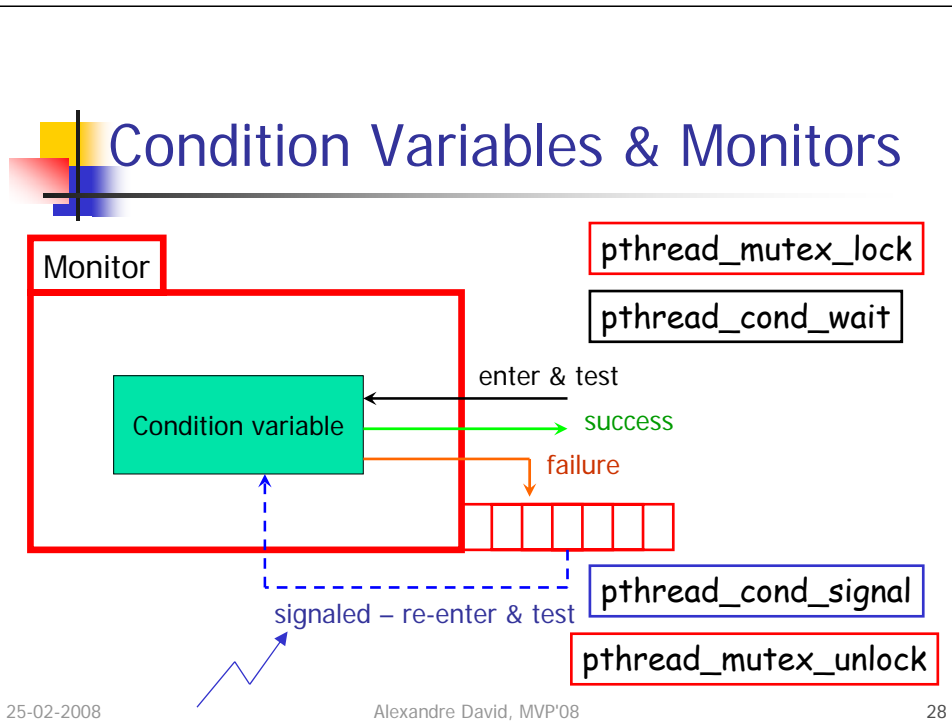 Condition Variables & Monitors
Monitor
pthread_mutex_lock
pthread_cond_wait
enter & test
Condition variable
success
failure
pthread_cond_signal
signaled – re-enter & test
pthread_mutex_unlock
25-02-2008
Alexandre David, MVP'08
28